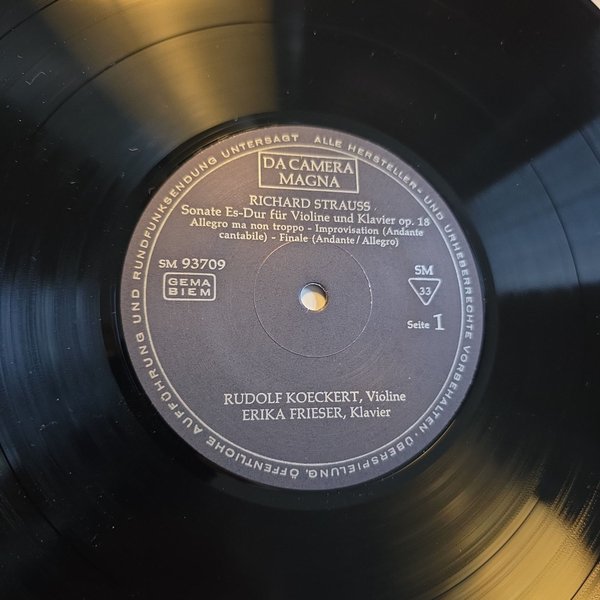 DA CAMERA
MAGNA
RICHARD STRAUSS
Sonate Es-Dur für Violine und Klavier op. 18
Allegro ma non troppo - Improvisation (Andante
cantabile) - Finale (Andante/Allegro)
SM 93709
GEMA
BIEM
SM
33
Seite 1
RUDOLF KOECKERT, Violine
ERIKA FRIESER, Klavier
ALLE HERSTELLER- UND URHEBERRECHTE VORBEHALTEN · ÜBERSPIELUNG, ÖFFENTLICHE AUFFÜHRUNG UND RUNDFUNKSENDUNG UNTERSAGT